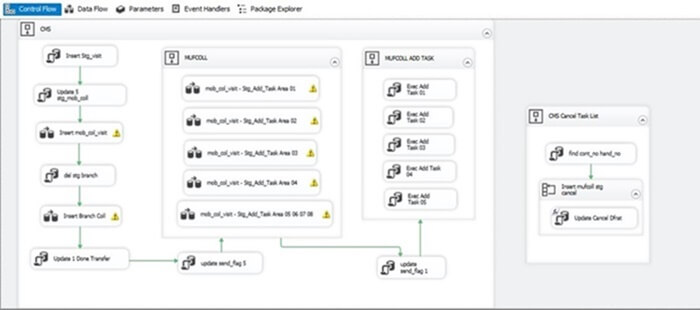 Control Flow Data Flow Parameters Event Handlers Package Explorer
CMS
Insert Stg_visit
Update 5
stg_mob_coll
Insert mob_col_visit
del stg branch
Insert Branch Coll
Update 1 Done Transfer
MUFCOLL
mob_col_visit - Stg_Add_Task Area 01
mob_col_visit - Stg_Add_Task Area 02
mob_col_visit - Stg_Add_Task Area 03
mob_col_visit - Stg_Add_Task Area 04
mob_col_visit - Stg_Add_Task Area 05 06 07 08
update send_flag 5
MUFCOLL ADD TASK
Exec Add
Task 01
Exec Add
Task 02
Exec Add
Task 03
Exec Add Task
04
Exec Add
Task 05
update
send_flag 1
CMS Cancel Task List
find cont_no hand_no
Insert mufcoll stg
cancel
fx
Update Cancel